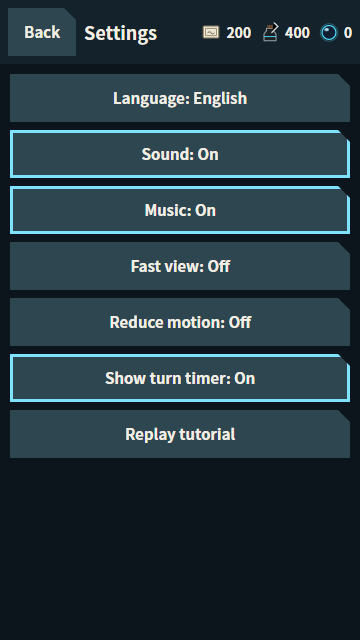 Back Settings 200 400 0
Language: English
Sound: On
Music: On
Fast view: Off
Reduce motion: Off
Show turn timer: On
Replay tutorial